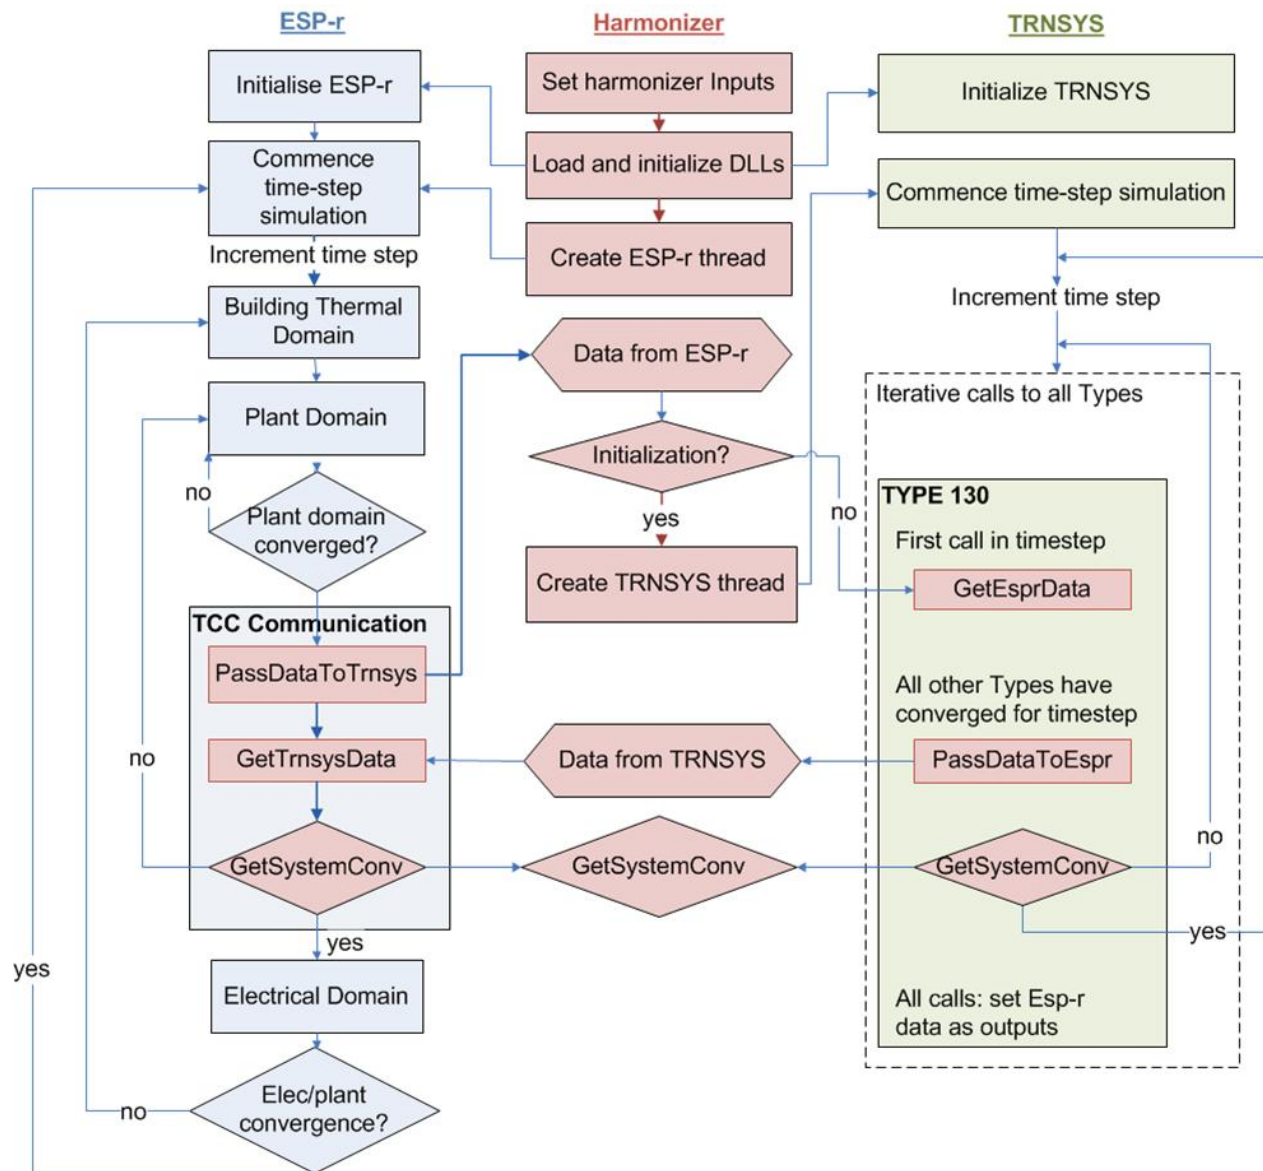 ESP-r
Harmonizer
TRNSYS
Initialise ESP-r
Set harmonizer Inputs
Initialize TRNSYS
Commence
time-step
simulation
Load and initialize DLLs
Commence time-step simulation
Increment time step
Create ESP-r thread
Increment time step
Building Thermal
Domain
Data from ESP-r
Iterative calls to all Types
Plant Domain
Initialization?
no
yes
no
TYPE 130
Plant domain
converged?
First call in timestep
Create TRNSYS thread
GetEsprData
TCC Communication
PassDataToTrnsys
All other Types have
converged for timestep
no
GetTrnsysData
Data from TRNSYS
PassDataToEspr
no
GetSystemConv
GetSystemConv
GetSystemConv
yes
yes
yes
Electrical Domain
All calls: set Esp-r
data as outputs
no
Elec/plant
convergence?